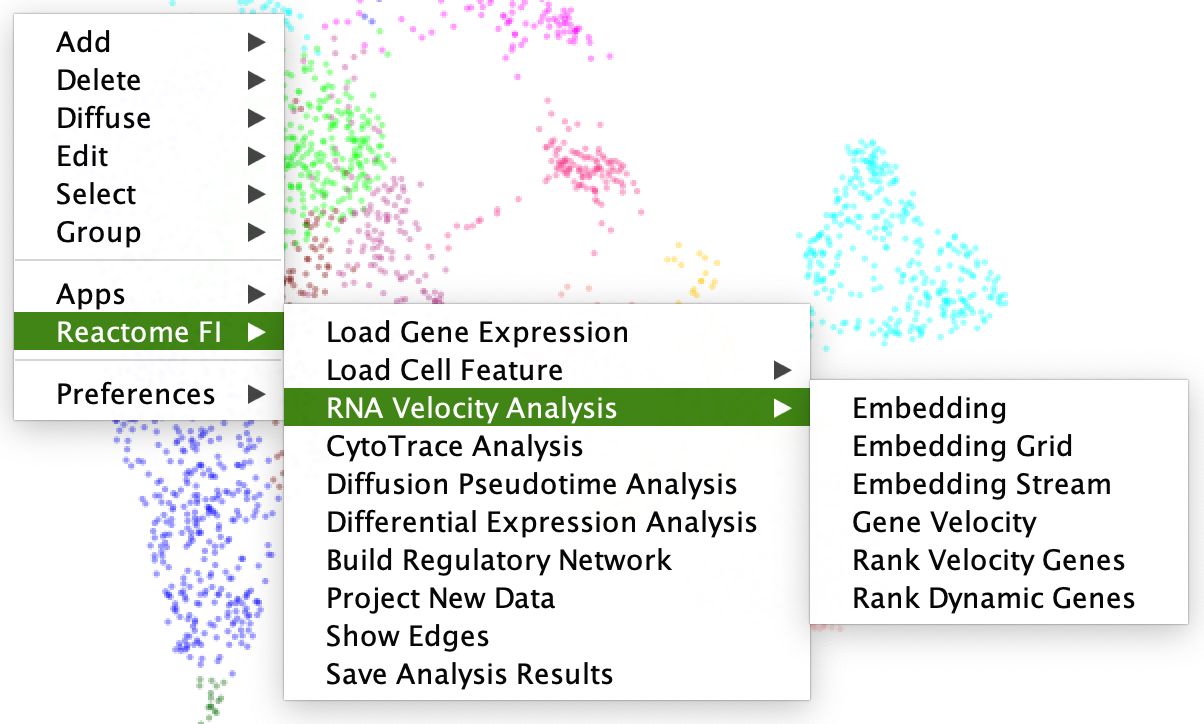 Add
Delete
Diffuse
Edit
Select
Group
Apps
Reactome FI
Preferences
Load Gene Expression
Load Cell Feature
RNA Velocity Analysis
CytoTrace Analysis
Diffusion Pseudotime Analysis
Differential Expression Analysis
Build Regulatory Network
Project New Data
Show Edges
Save Analysis Results
Embedding
Embedding Grid
Embedding Stream
Gene Velocity
Rank Velocity Genes
Rank Dynamic Genes